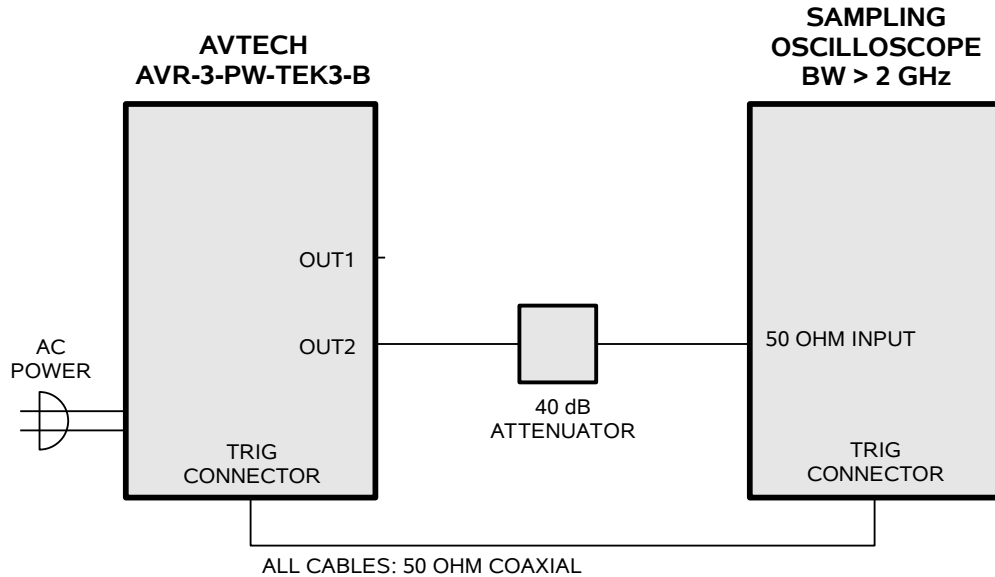 AVTECH
AVR-3-PW-TEK3-B
SAMPLING
OSCILLOSCOPE
BW > 2 GHz
OUT1
OUT2
50 OHM INPUT
AC
POWER
40 dB
ATTENUATOR
TRIG
CONNECTOR
TRIG
CONNECTOR
ALL CABLES: 50 OHM COAXIAL